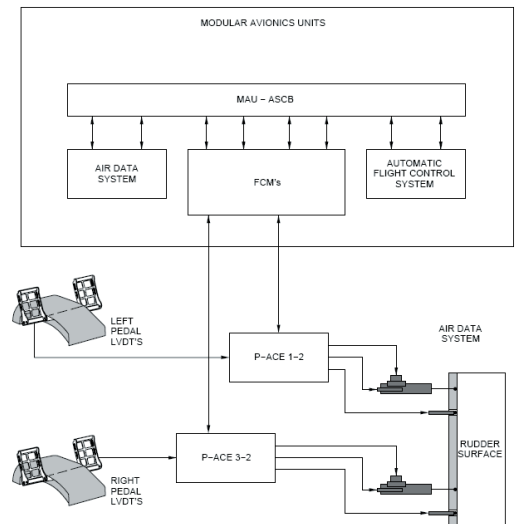 MODULAR AVIONICS UNITS
MAU – ASCB
AIR DATA
SYSTEM
FCM's
AUTOMATIC
FLIGHT CONTROL
SYSTEM
LEFT
PEDAL
LVDT'S
AIR DATA
SYSTEM
P–ACE 1–2
P–ACE 3–2
RUDDER
SURFACE
RIGHT
PEDAL
LVDT'S